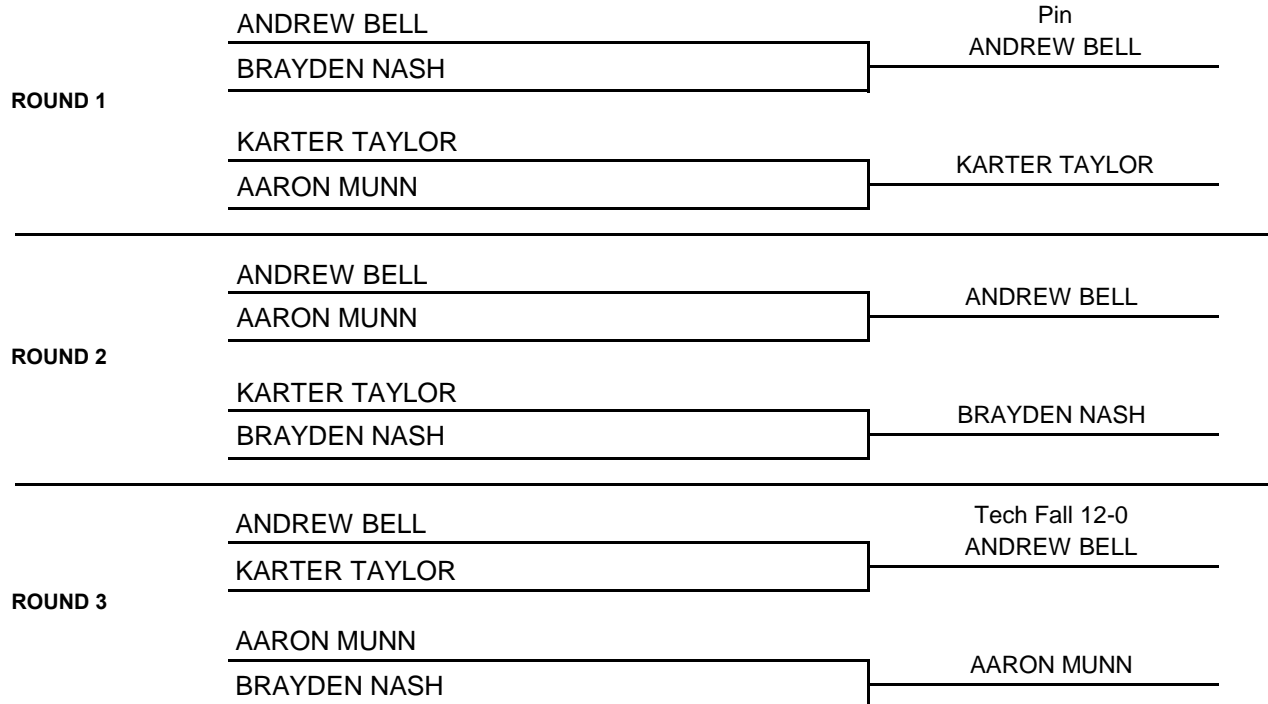 ANDREW BELL
Pin
ANDREW BELL
BRAYDEN NASH
ROUND 1
KARTER TAYLOR
KARTER TAYLOR
AARON MUNN
ANDREW BELL
ANDREW BELL
AARON MUNN
ROUND 2
KARTER TAYLOR
BRAYDEN NASH
BRAYDEN NASH
ANDREW BELL
Tech Fall 12-0
ANDREW BELL
KARTER TAYLOR
ROUND 3
AARON MUNN
AARON MUNN
BRAYDEN NASH